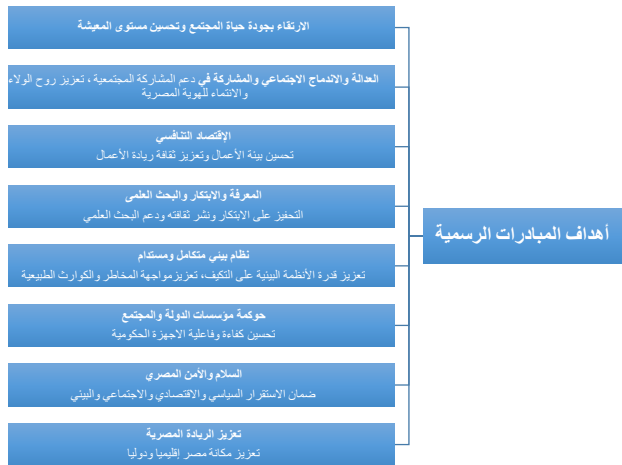 أهداف المبادرات الرسمية
الارتقاء بجودة حياة المجتمع وتحسين مستوى المعيشة
العدالة والاندماج الاجتماعي والمشاركة في دعم المشاركة المجتمعية ، تعزيز روح الولاء
والانتماء للهوية المصرية
الإقتصاد التنافسي
تحسين بيئة الأعمال وتعزيز ثقافة ريادة الأعمال
المعرفة والابتكار والبحث العلمى
التحفيز على الابتكار ونشر ثقافته ودعم البحث العلمي
نظام بيئي متكامل ومستدام
تعزيز قدرة الأنظمة البيئية على التكيف، تعزيزمواجهة المخاطر والكوارث الطبيعية
حوكمة مؤسسات الدولة والمجتمع
تحسين كفاءة وفاعلية الاجهزة الحكومية
السلام والأمن المصري
ضمان الاستقرار السياسي والاقتصادي والاجتماعي والبيئي
تعزيز الريادة المصرية
تعزيز مكانة مصر إقليميا ودوليا